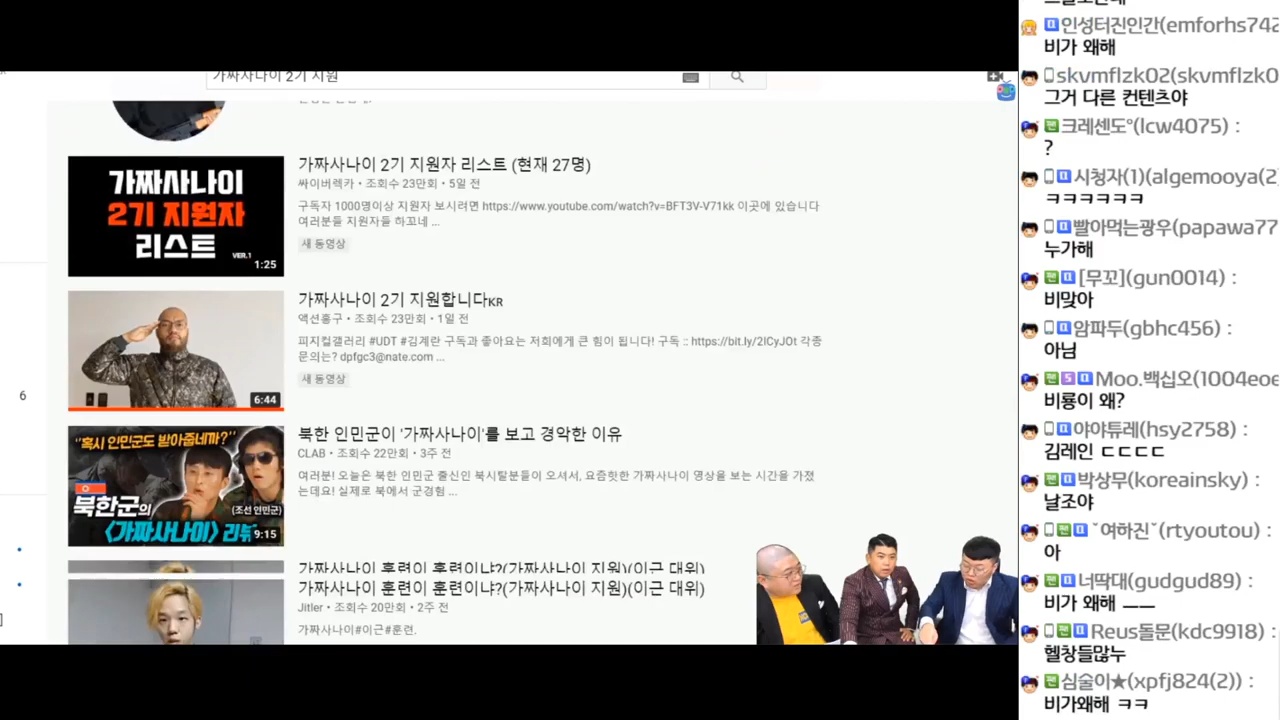 가짜사나이 2기 지원
가짜사나이
2기 지원자
리스트
VER.1
1:25
가짜사나이 2기 지원자 리스트 (현재 27명)
싸이버렉카 • 조회수 23만회 • 5일 전
구독자 1000명이상 지원자 보시려면 https://www.youtube.com/watch?v=BFT3V-V71kk 이곳에 있습니다
여러분들 지원자들 하꼬네 ...
새 동영상
6:44
가짜사나이 2기 지원합니다KR
액션홍구 • 조회수 23만회 • 1일 전
피지컬갤러리 #UDT #김계란 구독과 좋아요는 저희에게 큰 힘이 됩니다! 구독 :: https://bit.ly/2ICyJOt 각종
문의는? dpfgc3@nate.com ...
새 동영상
6
"혹시 인민군도 받아줍네까?"
북한군의
(조선 인민군)
<가짜사나이> 리뷰
9:15
북한 인민군이 '가짜사나이'를 보고 경악한 이유
CLAB • 조회수 22만회 • 3주 전
여러분! 오늘은 북한 인민군 출신인 북시탈분들이 오셔서, 요즘핫한 가짜사나이 영상을 보는 시간을 가졌
는데요! 실제로 북에서 군경험 ...
가짜사나이 훈련이 훈련이냐?(가짜사나이 지원)(이근 대위)
가짜사나이 훈련이 훈련이냐?(가짜사나이 지원)(이근 대위)
Jitler • 조회수 20만회 • 2주 전
가짜사나이#이근#훈련.
인성터진인간(emforhs742
비가 왜해
skvmflzk02(skvmflzk0
그거 다른 컨텐츠야
팬 크레센도°(lcw4075) :
?
시청자(1)(algemooya(2)
ㅋㅋㅋㅋㅋㅋ
빨아먹는광우(papawa77
누가해
팬 [무꼬](gun0014) :
비맞아
암파두(gbhc456) :
아님
팬 S Moo.백십오(1004eoe
비룡이 왜?
야야튜레(hsy2758) :
김레인 ㄷㄷㄷㄷ
팬 박상무(koreainsky) :
날조야
팬 ˇ여하진ˇ(rtyoutou) :
아
너딱대(gudgud89) :
비가 왜해 ㅡㅡ
팬 Reus돌문(kdc9918) :
헬창들많누
팬 심술이★(xpfj824(2)) :
비가왜해 ㅋㅋ